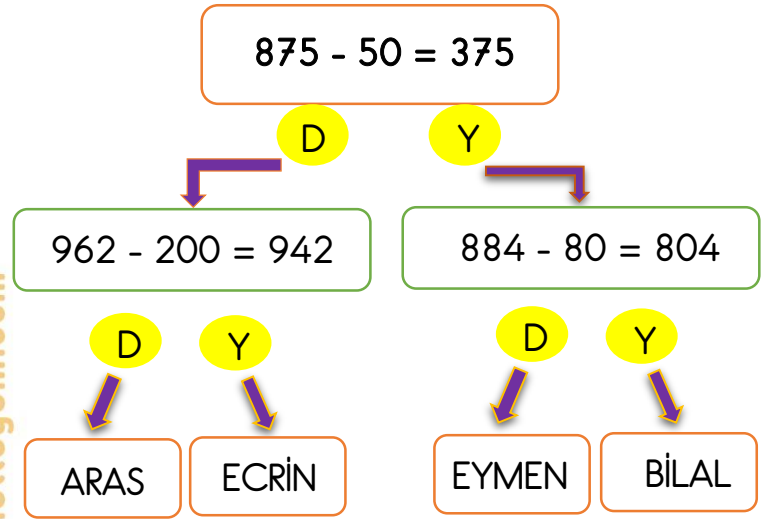 875 - 50 = 375
D Y
962 - 200 = 942
884 - 80 = 804
D Y
D Y
ARAS
ECRİN
EYMEN
BİLAL